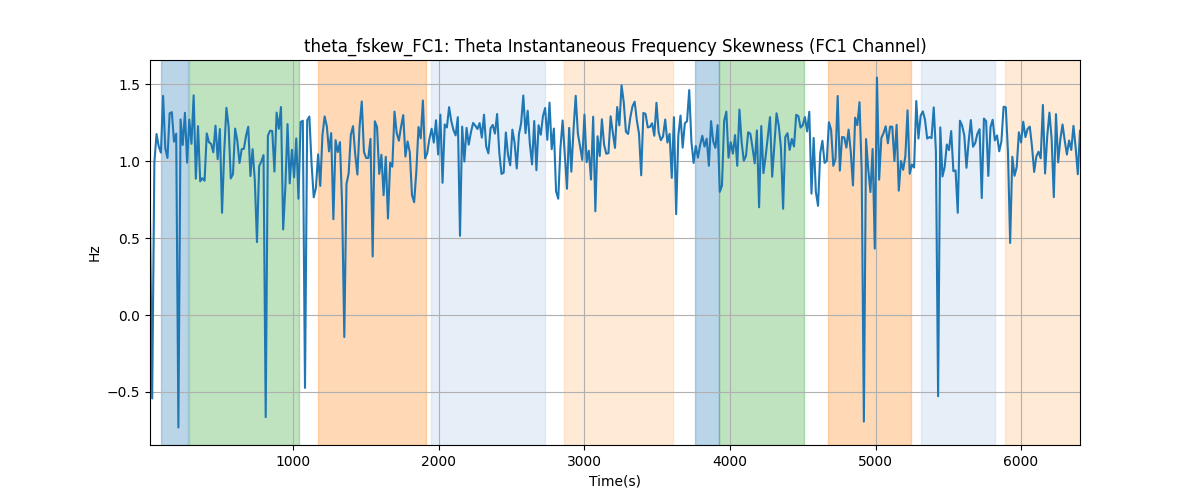 theta_fskew_FC1: Theta Instantaneous Frequency Skewness (FC1 Channel)
1.5
1.0
0.5
0.0
−0.5
Hz
1000 2000 3000 4000 5000 6000
Time(s)